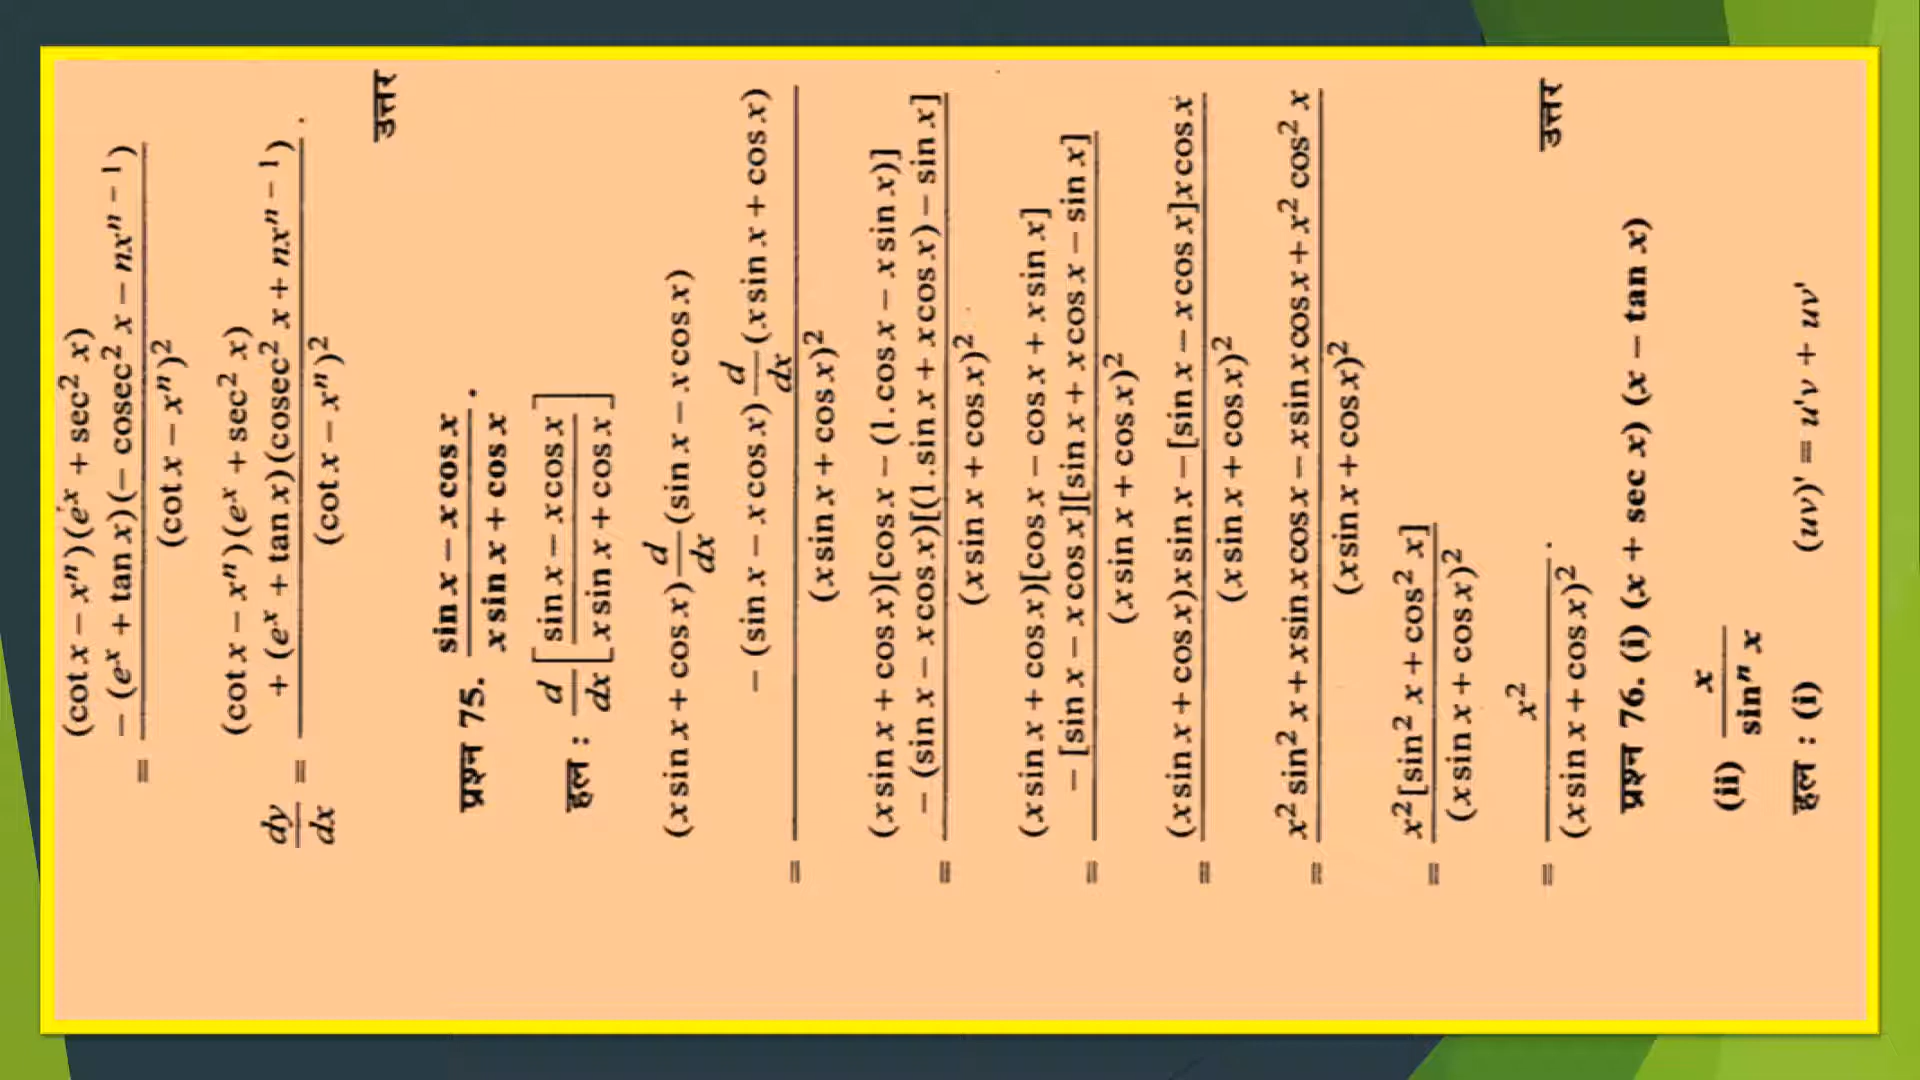 (cot x − xⁿ)(eˣ + sec² x)
− (eˣ + tan x)(− cosec² x − nxⁿ⁻¹)
= ―――
(cot x − xⁿ)²
(cot x − xⁿ)(eˣ + sec² x)
+ (eˣ + tan x)(cosec² x + nxⁿ⁻¹)
dy/dx = ――― .
(cot x − xⁿ)²
उत्तर
प्रश्न 75. (sin x − x cos x)/(x sin x + cos x) .
हल : d/dx [(sin x − x cos x)/(x sin x + cos x)]
(x sin x + cos x) d/dx (sin x − x cos x)
− (sin x − x cos x) d/dx (x sin x + cos x)
= ―――
(x sin x + cos x)²
(x sin x + cos x)[cos x − (1.cos x − x sin x)]
− (sin x − x cos x)[(1.sin x + x cos x) − sin x]
= ―――
(x sin x + cos x)²
(x sin x + cos x)[cos x − cos x + x sin x]
− [sin x − x cos x][sin x + x cos x − sin x]
= ―――
(x sin x + cos x)²
(x sin x + cos x)x sin x − [sin x − x cos x]x cos x
= ―――
(x sin x + cos x)²
x² sin² x + x sin x cos x − x sin x cos x + x² cos² x
= ―――
(x sin x + cos x)²
x²[sin² x + cos² x]
= ―――
(x sin x + cos x)²
x²
= ――― .
(x sin x + cos x)²
उत्तर
प्रश्न 76. (i) (x + sec x) (x − tan x)
(ii) x/sinⁿ x
हल : (i) (uv)' = u'v + uv'